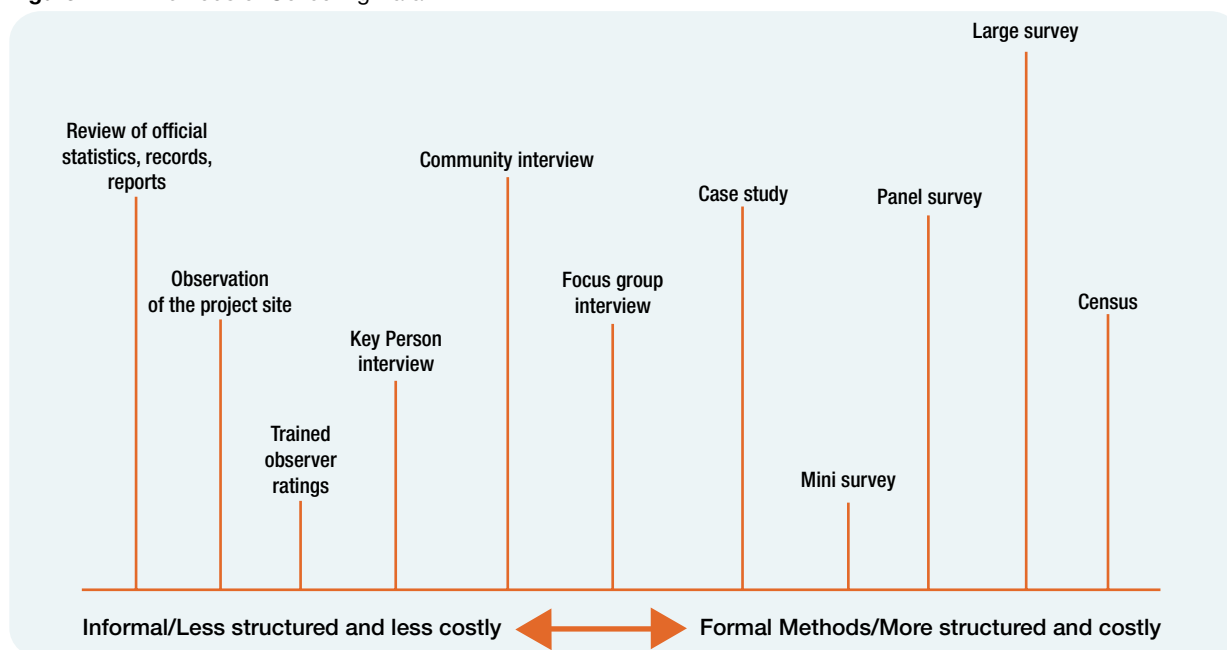 Large survey
Review of official
statistics, records,
reports
Community interview
Case study
Panel survey
Observation
of the project site
Focus group
interview
Census
Key Person
interview
Trained
observer
ratings
Mini survey
Informal/Less structured and less costly
Formal Methods/More structured and costly